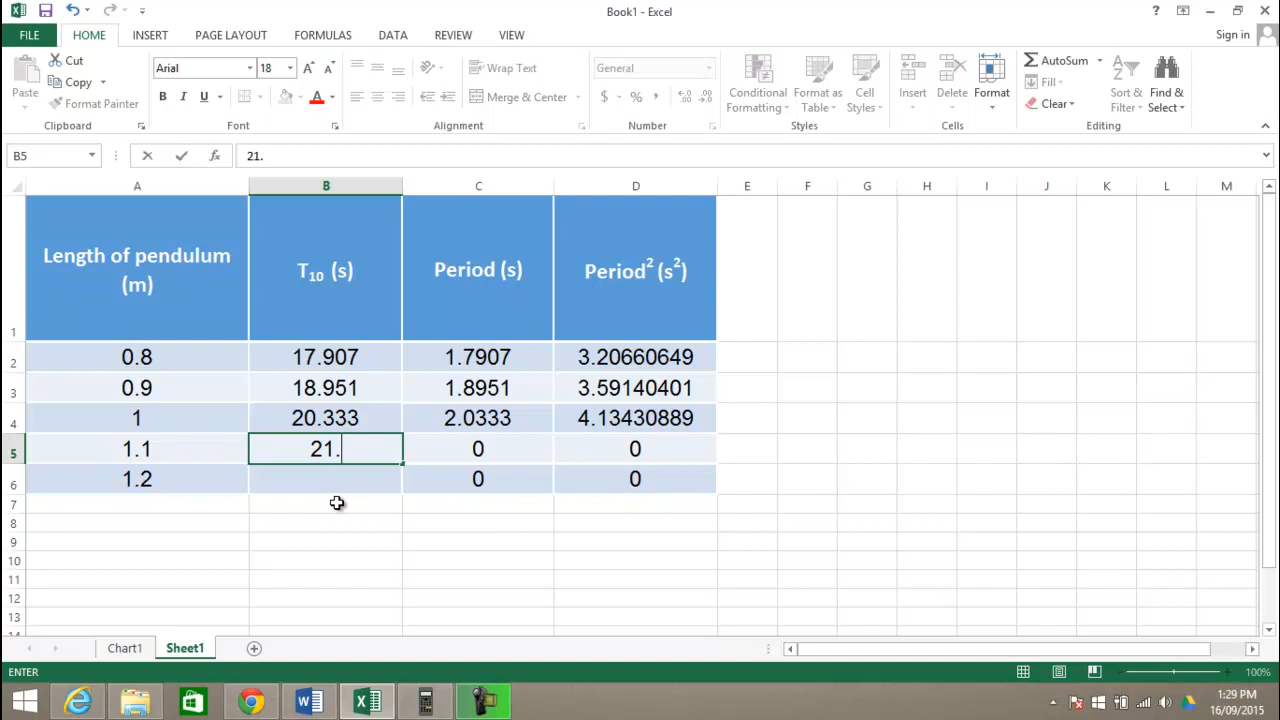 Book1 - Excel
?
FILE HOME INSERT PAGE LAYOUT FORMULAS DATA REVIEW VIEW Sign in
Paste
Cut
Copy
Format Painter
Clipboard
Arial 18 A A
B I U A
Font
Wrap Text
Merge & Center
Alignment
General
$ % ,
Number
Conditional Formatting
Format as Table
Cell Styles
Styles
Insert Delete Format
Cells
AutoSum
Fill
Clear
Sort & Filter
Find & Select
Editing
B5 fx 21.
A B C D E F G H I J K L M
1 Length of pendulum (m) T10 (s) Period (s) Period² (s²)
2 0.8 17.907 1.7907 3.20660649
3 0.9 18.951 1.8951 3.59140401
4 1 20.333 2.0333 4.13430889
5 1.1 21. 0 0
6 1.2 0 0
7
8
9
10
11
12
13
Chart1 Sheet1
ENTER 100%
1:29 PM
16/09/2015